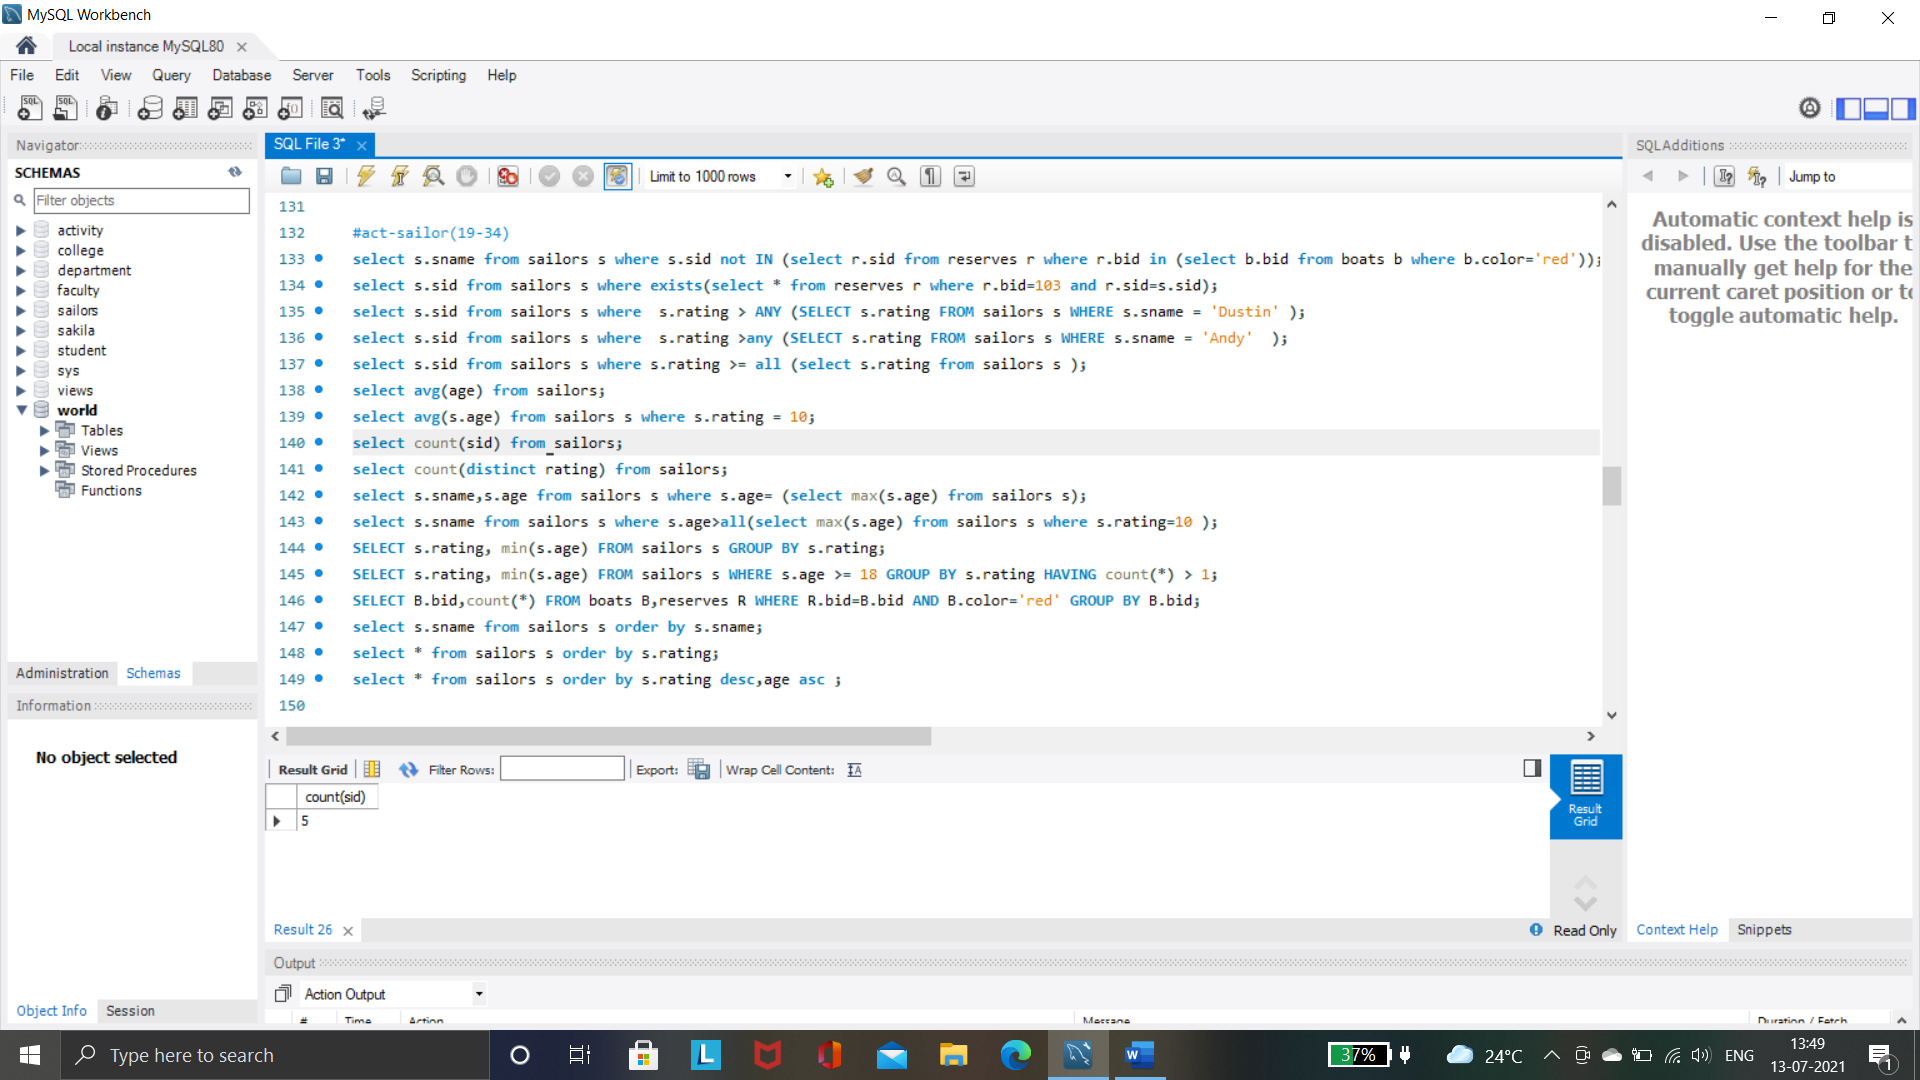 MySQL Workbench
Local instance MySQL80
File Edit View Query Database Server Tools Scripting Help
Navigator
SCHEMAS
Filter objects
activity
college
department
faculty
sailors
sakila
student
sys
views
world
Tables
Views
Stored Procedures
Functions
Administration Schemas
Information
No object selected
Object Info Session
SQL File 3*
Limit to 1000 rows
131
132 #act-sailor(19-34)
133 select s.sname from sailors s where s.sid not IN (select r.sid from reserves r where r.bid in (select b.bid from boats b where b.color='red'));
134 select s.sid from sailors s where exists(select * from reserves r where r.bid=103 and r.sid=s.sid);
135 select s.sid from sailors s where  s.rating > ANY (SELECT s.rating FROM sailors s WHERE s.sname = 'Dustin' );
136 select s.sid from sailors s where  s.rating >any (SELECT s.rating FROM sailors s WHERE s.sname = 'Andy'  );
137 select s.sid from sailors s where s.rating >= all (select s.rating from sailors s );
138 select avg(age) from sailors;
139 select avg(s.age) from sailors s where s.rating = 10;
140 select count(sid) from sailors;
141 select count(distinct rating) from sailors;
142 select s.sname,s.age from sailors s where s.age= (select max(s.age) from sailors s);
143 select s.sname from sailors s where s.age>all(select max(s.age) from sailors s where s.rating=10 );
144 SELECT s.rating, min(s.age) FROM sailors s GROUP BY s.rating;
145 SELECT s.rating, min(s.age) FROM sailors s WHERE s.age >= 18 GROUP BY s.rating HAVING count(*) > 1;
146 SELECT B.bid,count(*) FROM boats B,reserves R WHERE R.bid=B.bid AND B.color='red' GROUP BY B.bid;
147 select s.sname from sailors s order by s.sname;
148 select * from sailors s order by s.rating;
149 select * from sailors s order by s.rating desc,age asc ;
150
Result Grid Filter Rows: Export: Wrap Cell Content:
count(sid)
5
Result Grid
Result 26
Read Only
Output
Action Output
# Time Action Message Duration / Fetch
SQLAdditions
Jump to
Automatic context help is
disabled. Use the toolbar t
manually get help for the
current caret position or to
toggle automatic help.
Context Help Snippets
Type here to search
37%
24°C
ENG
13:49
13-07-2021
1